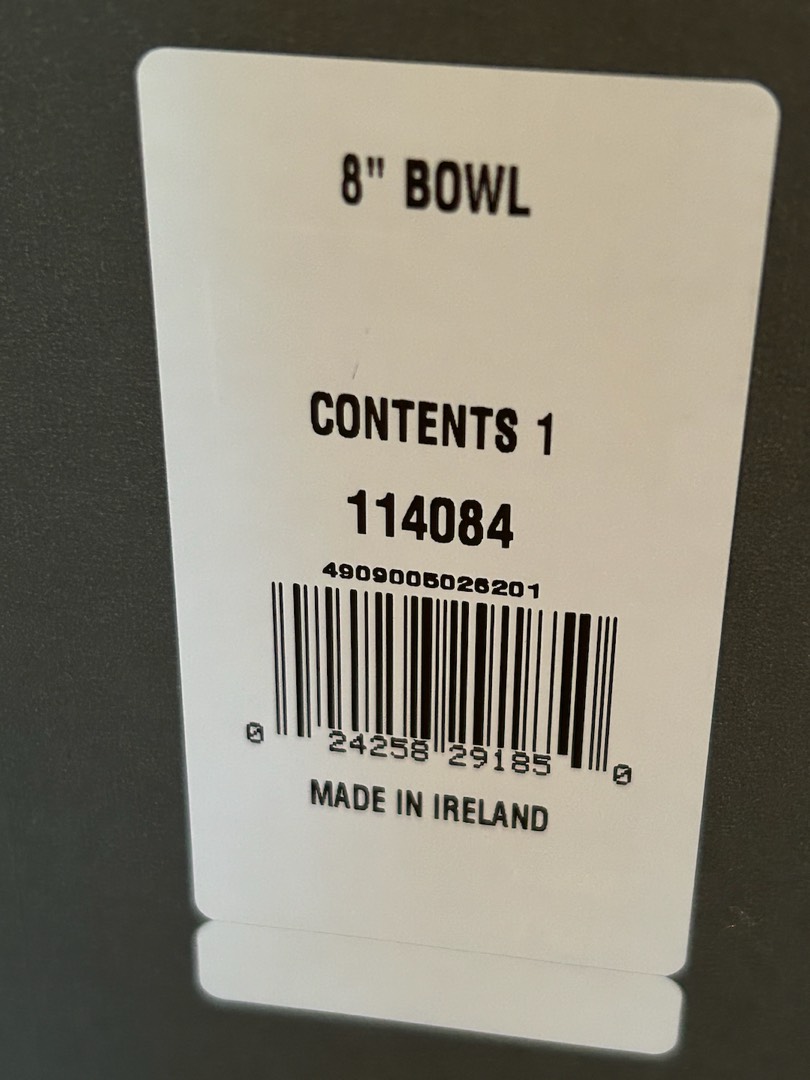 8" BOWL
CONTENTS 1
114084
4909005026201
0 24258 29185 0
MADE IN IRELAND